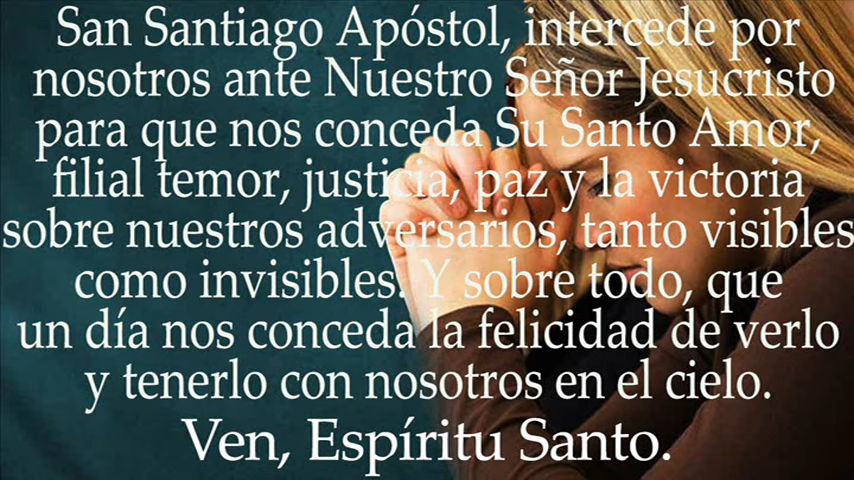 San Santiago Apóstol, intercede por
nosotros ante Nuestro Señor Jesucristo
para que nos conceda Su Santo Amor,
filial temor, justicia, paz y la victoria
sobre nuestros adversarios, tanto visibles
como invisibles. Y sobre todo, que
un día nos conceda la felicidad de verlo
y tenerlo con nosotros en el cielo.
Ven, Espíritu Santo.